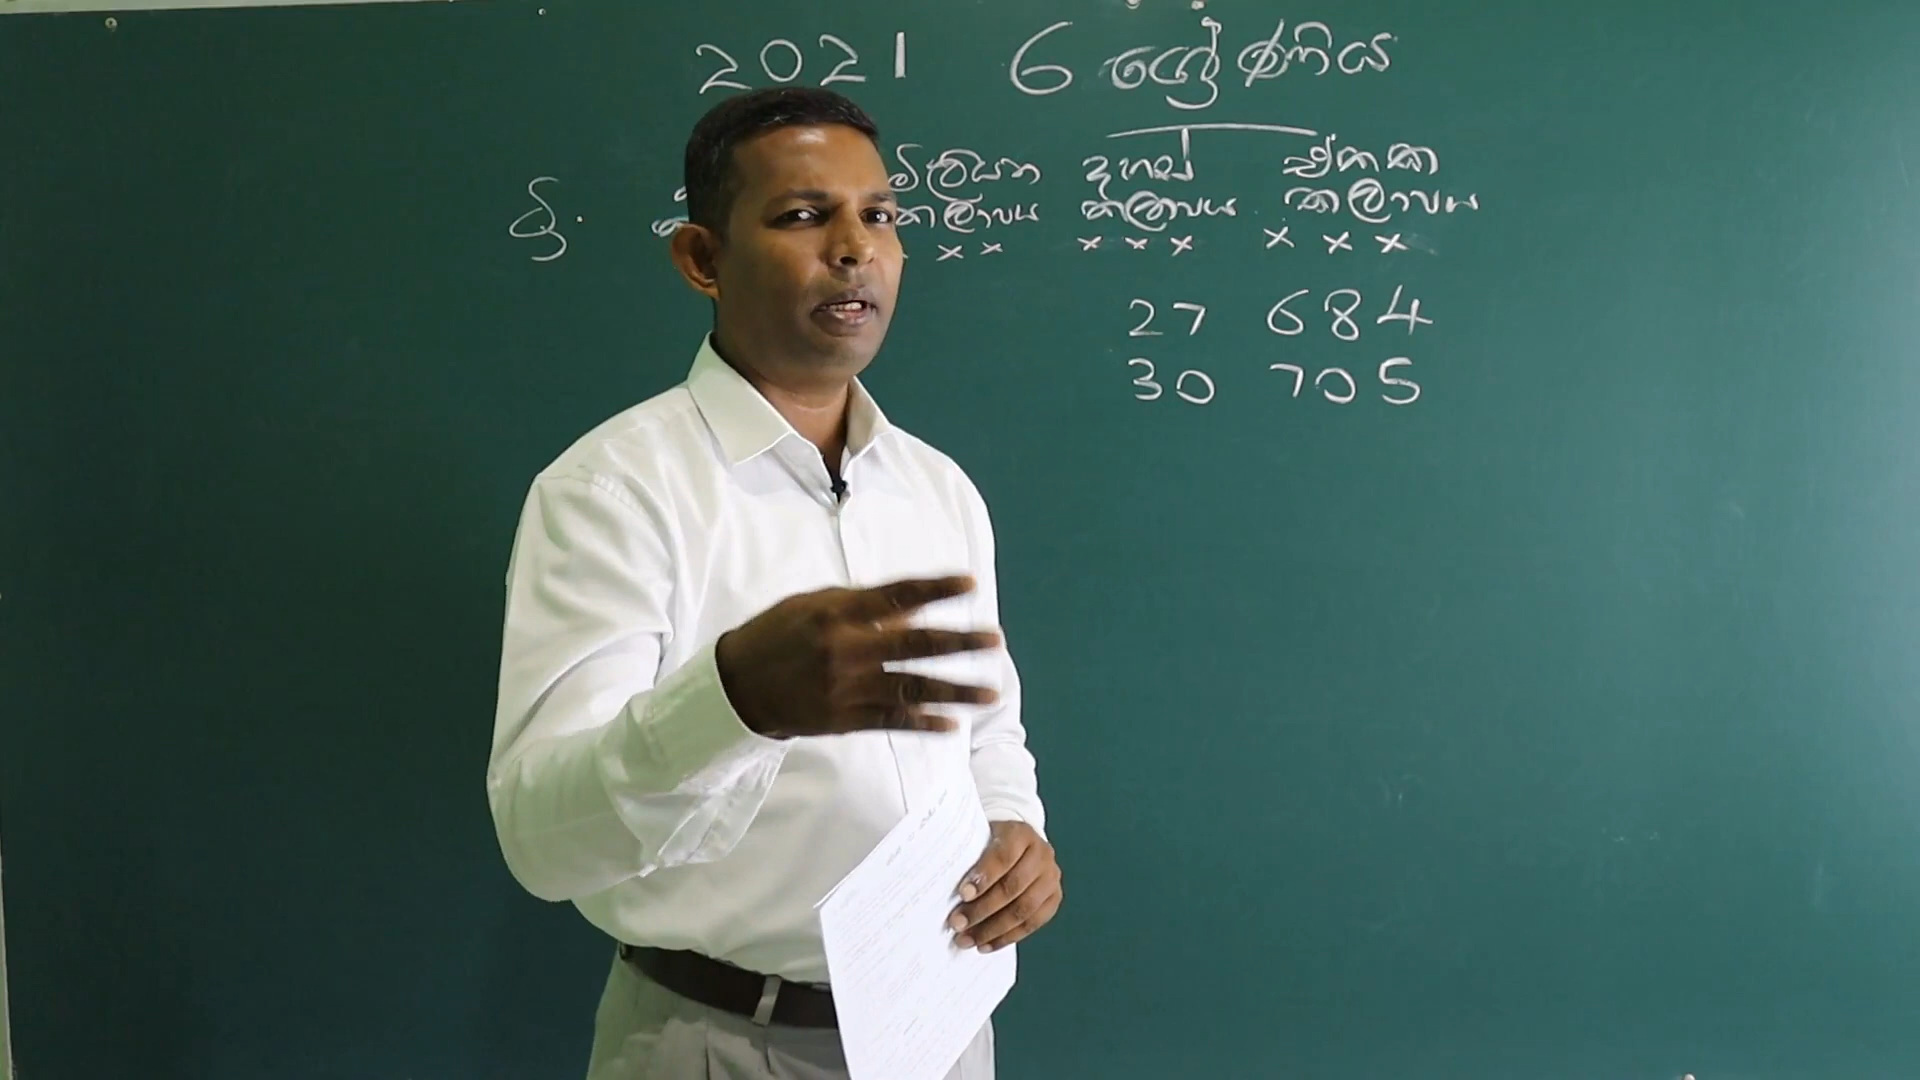 2021 6 ශ්‍රේණිය
මිලියන දහස් ඒකක
කලාපය කලාපය කලාපය
× × × × × × × ×
27 684
30 705